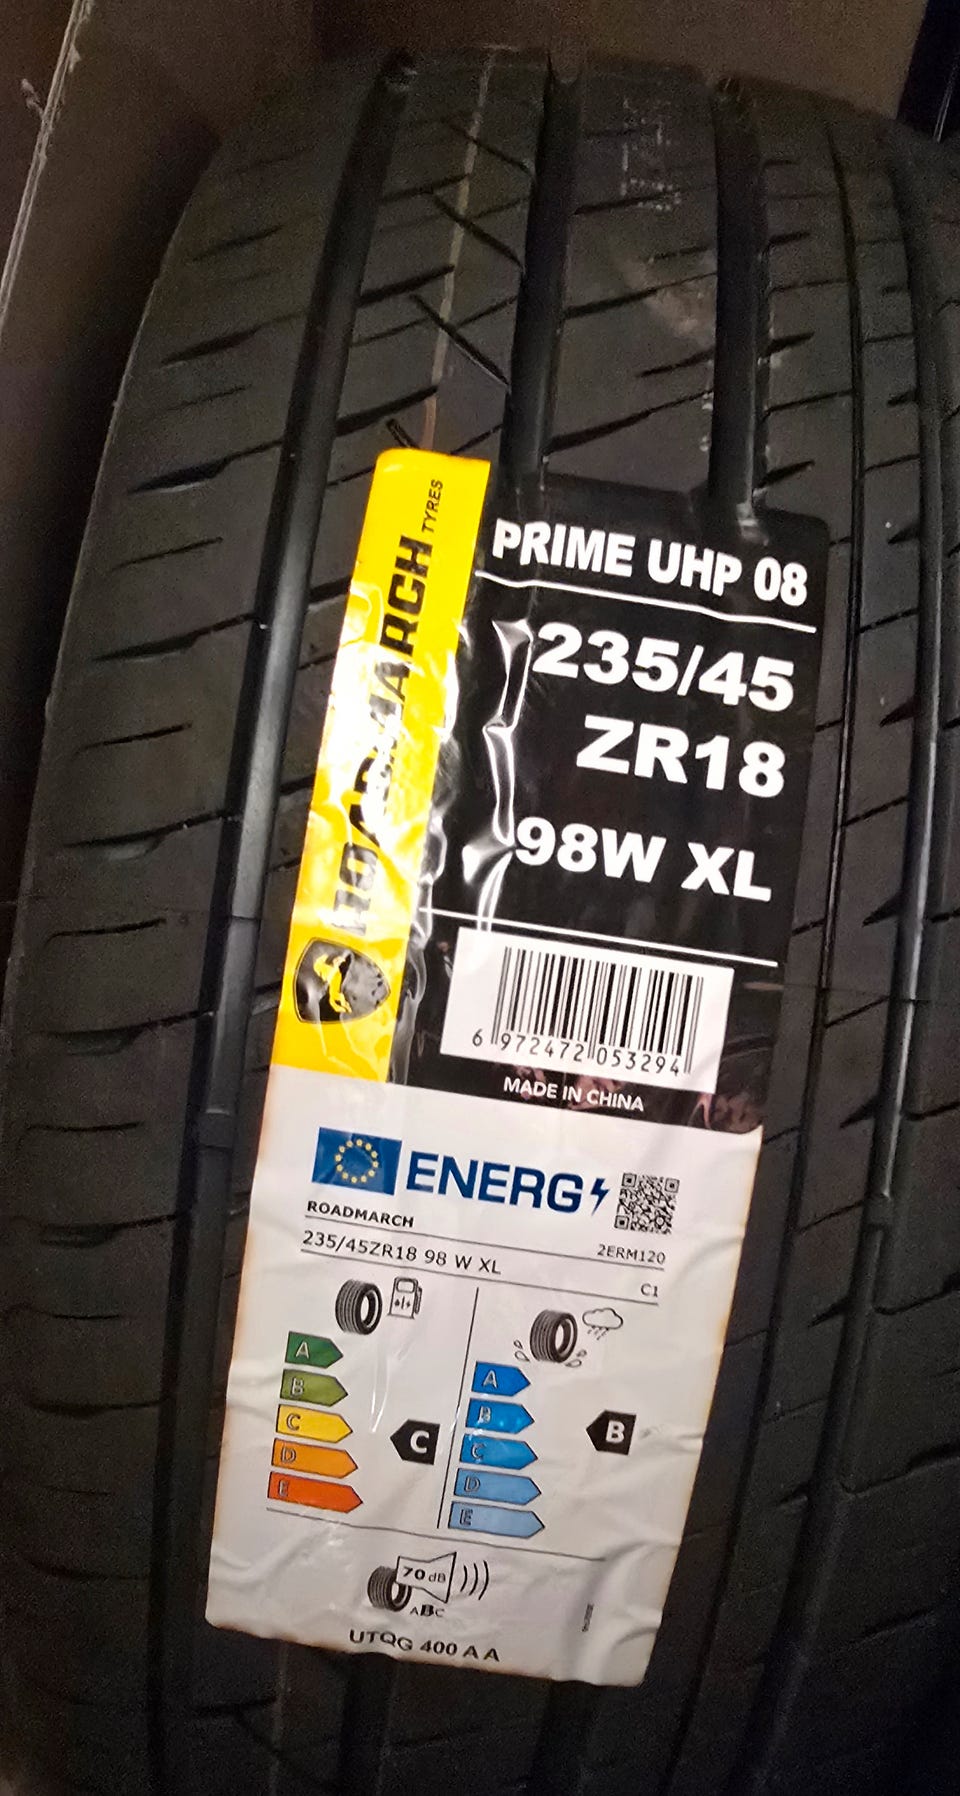 ROADMARCH TYRES
PRIME UHP 08
235/45
ZR18
98W XL
6 972472 053294
MADE IN CHINA
ENERG
ROADMARCH
2ERM120
235/45ZR18 98 W XL
C1
A
B
C
D
E
C
A
B
C
D
E
B
70 dB
ABC
UTQG 400 A A